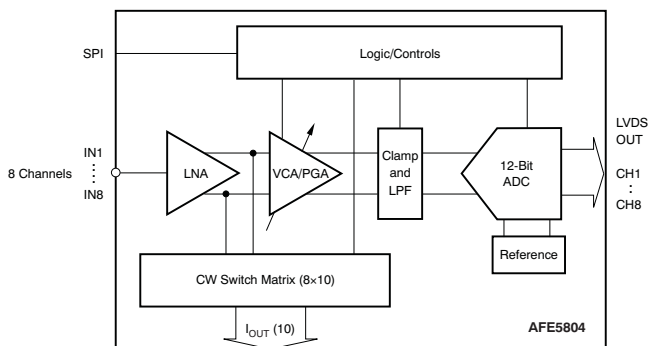 SPI
Logic/Controls
LVDS
OUT
8 Channels
IN1
IN8
LNA
VCA/PGA
Clamp
and
LPF
12-Bit
ADC
CH1
CH8
Reference
CW Switch Matrix (8×10)
IOUT (10)
AFE5804